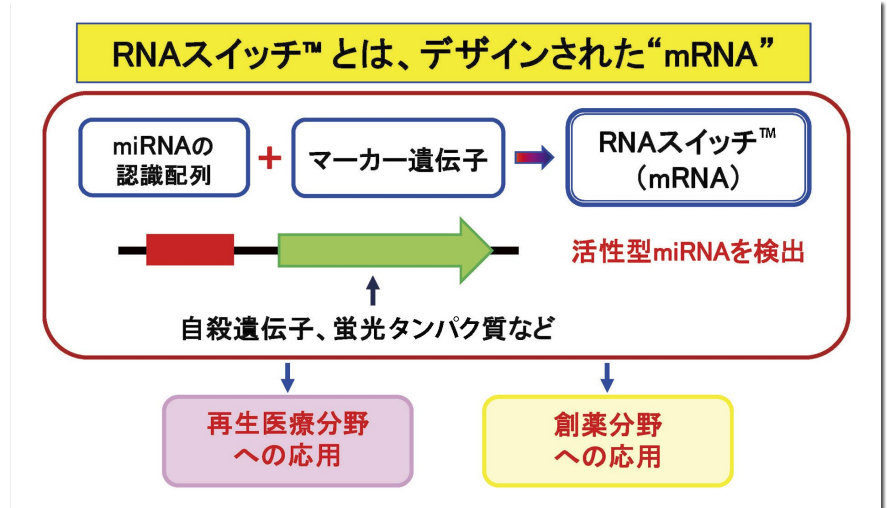 RNAスイッチ™ とは、デザインされた“mRNA”
miRNAの
認識配列
+
マーカー遺伝子
RNAスイッチ™
（mRNA）
活性型miRNAを検出
自殺遺伝子、蛍光タンパク質など
再生医療分野
への応用
創薬分野
への応用